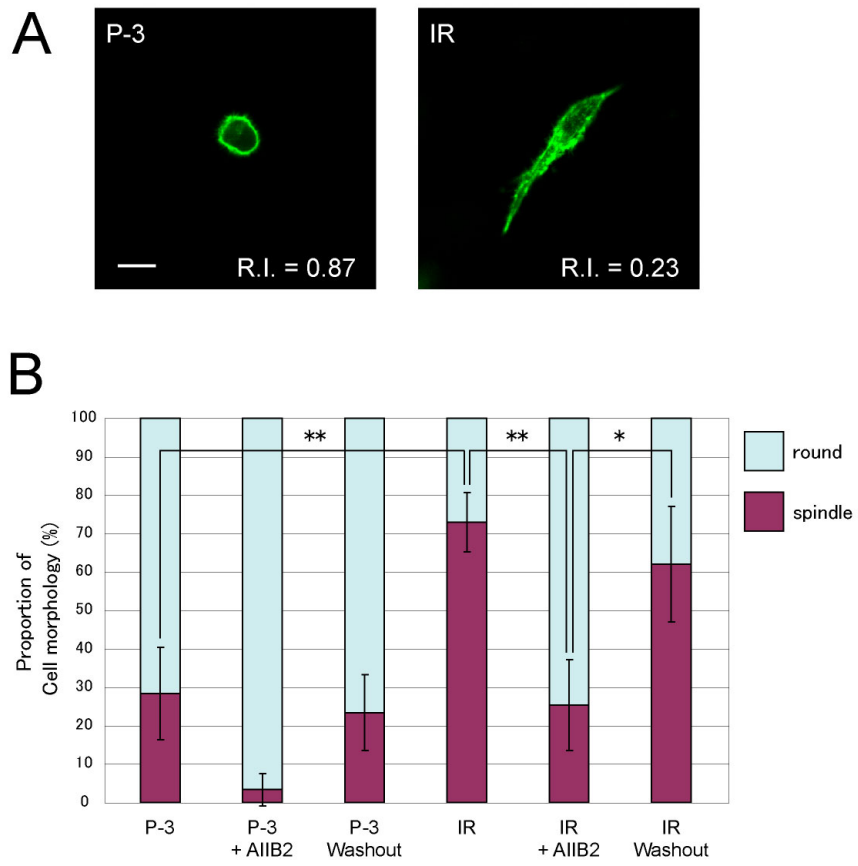 A
P-3
IR
R.I. = 0.87
R.I. = 0.23
B
Proportion of
Cell morphology (%)
100
90
80
70
60
50
40
30
20
10
0
**
**
*
round
spindle
P-3
P-3
+ AIIB2
P-3
Washout
IR
IR
+ AIIB2
IR
Washout